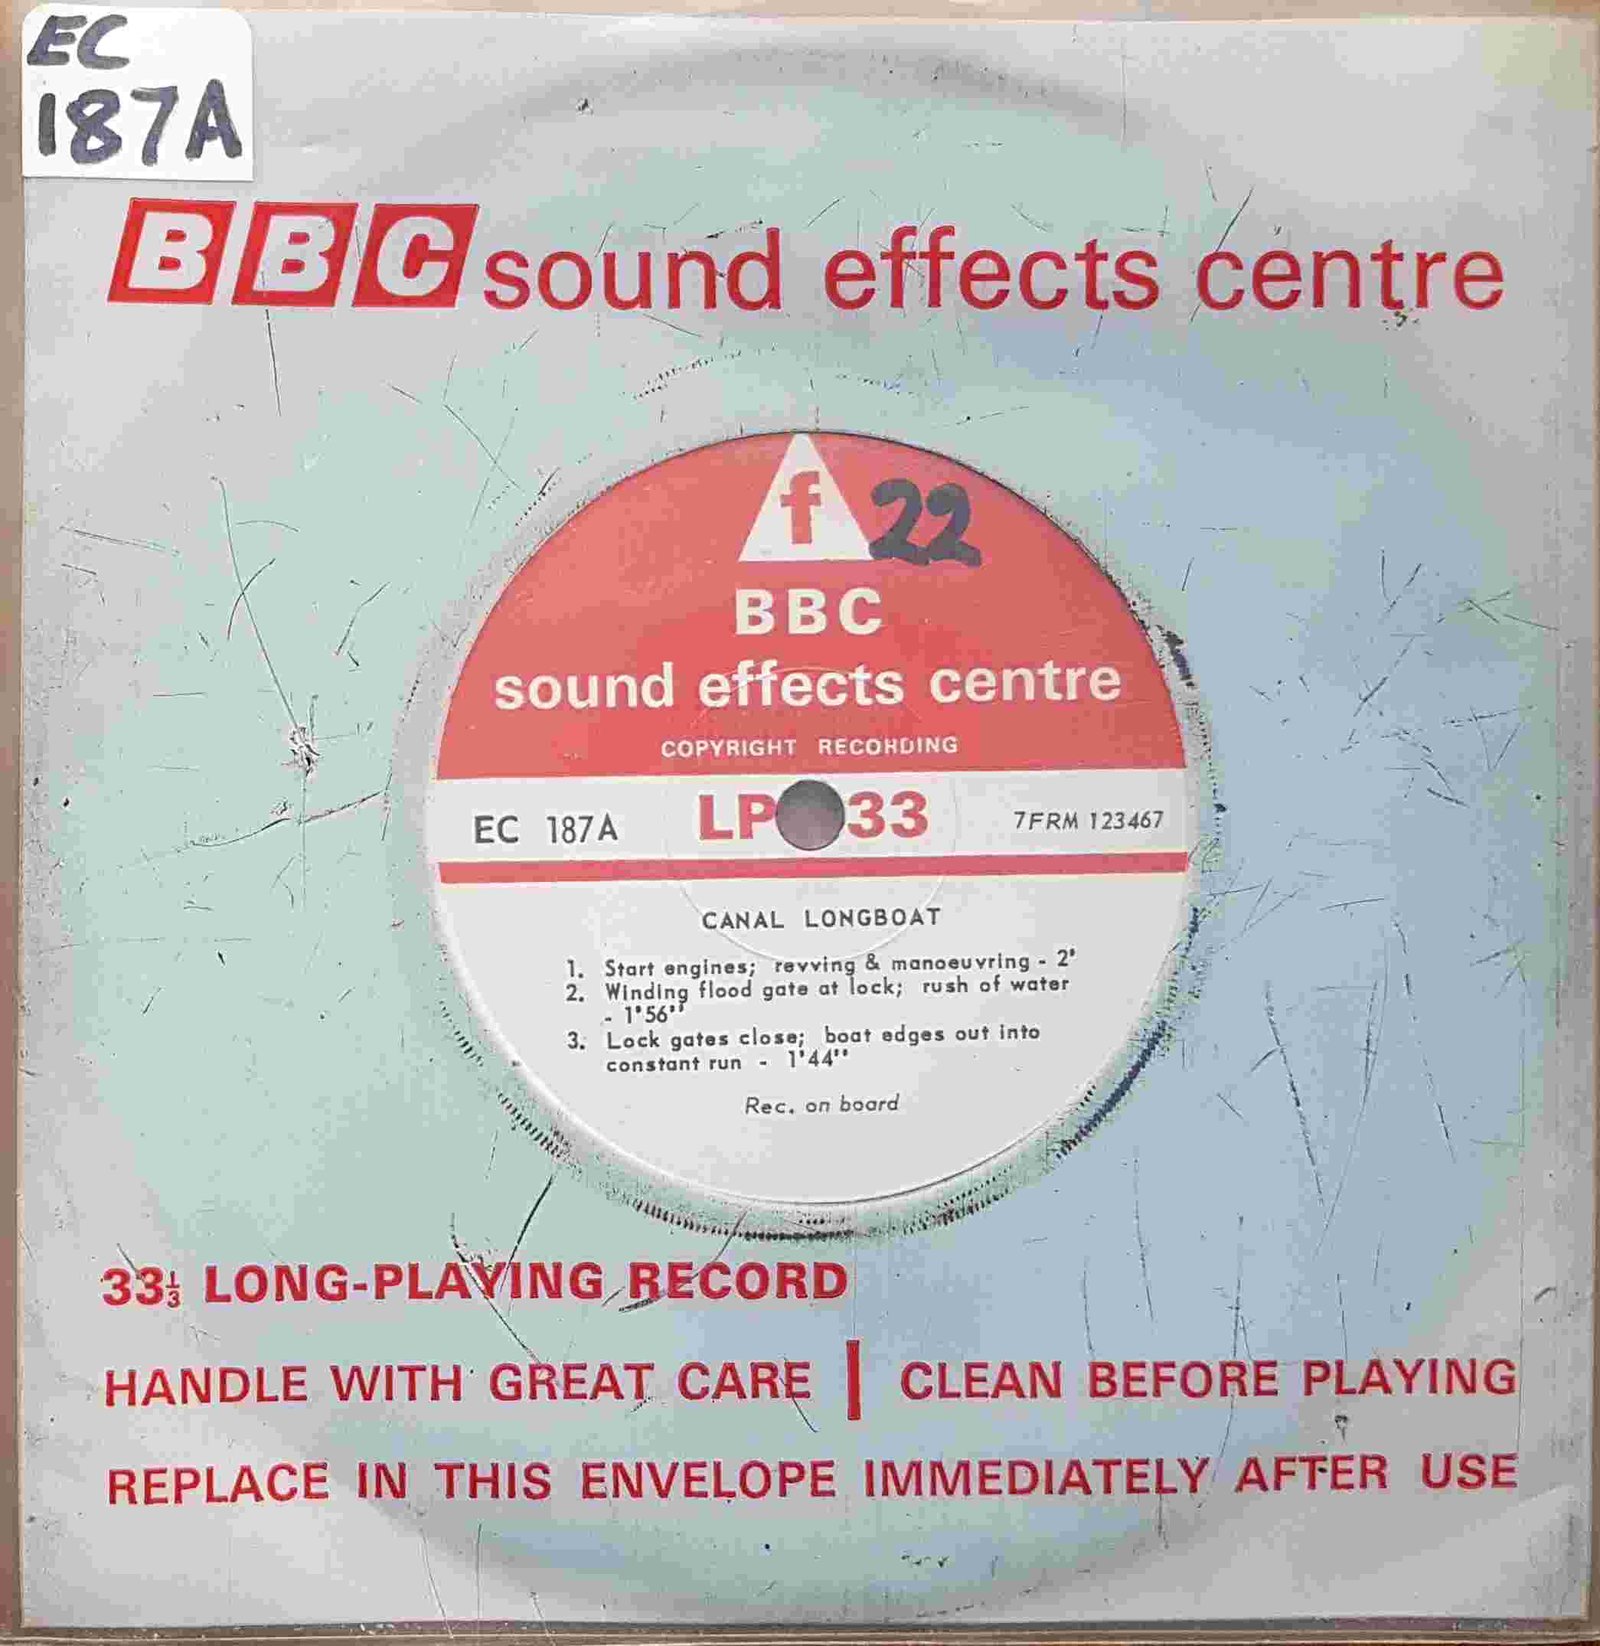 EC
187A
BBC sound effects centre
f 22
BBC
sound effects centre
COPYRIGHT RECORDING
EC 187A LP 33 7FRM 123467
CANAL LONGBOAT
1. Start engines; revving & manoeuvring - 2'
2. Winding flood gate at lock; rush of water
- 1'56''
3. Lock gates close; boat edges out into
constant run - 1'44''
Rec. on board
33⅓ LONG-PLAYING RECORD
HANDLE WITH GREAT CARE | CLEAN BEFORE PLAYING
REPLACE IN THIS ENVELOPE IMMEDIATELY AFTER USE